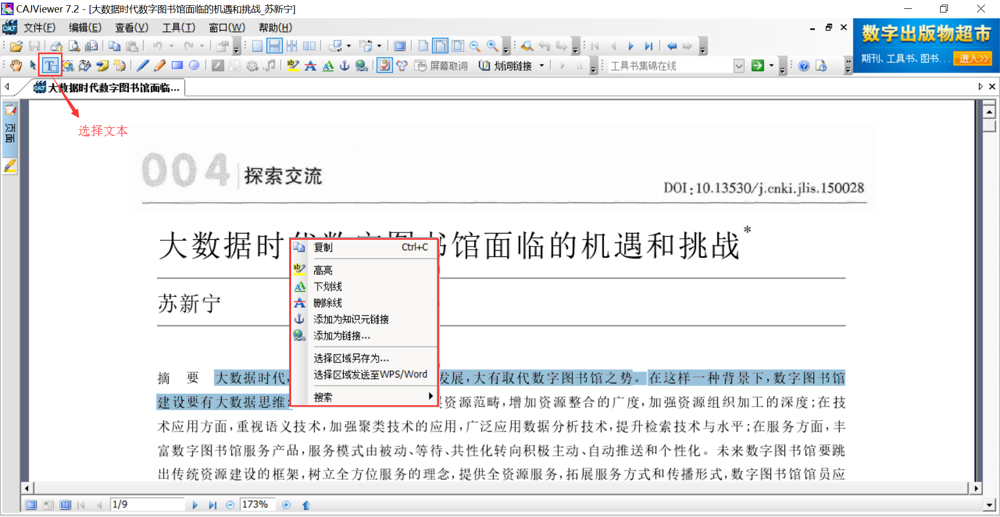 CAJViewer 7.2 - [大数据时代数字图书馆面临的机遇和挑战_苏新宁]
文件(F) 编辑(E) 查看(V) 工具(T) 窗口(W) 帮助(H)
数字出版物超市
期刊、工具书、图书... 进入>>
屏幕取词 划词链接 工具书集锦在线
大数据时代数字图书馆面临...
选择文本
页面
004 探索交流
DOI:10.13530/j.cnki.jlis.150028
大数据时代数字图书馆面临的机遇和挑战*
苏新宁
复制 Ctrl+C
高亮
下划线
删除线
添加为知识元链接
添加为链接...
选择区域另存为...
选择区域发送至WPS/Word
搜索
摘 要 大数据时代, 发展,大有取代数字图书馆之势。在这样一种背景下,数字图书馆
建设要有大数据思维: 资源范畴,增加资源整合的广度,加强资源组织加工的深度;在技
术应用方面,重视语义技术,加强聚类技术的应用,广泛应用数据分析技术,提升检索技术与水平;在服务方面,丰
富数字图书馆服务产品,服务模式由被动、等待、共性化转向积极主动、自动推送和个性化。未来数字图书馆要跳
出传统资源建设的框架,树立全方位服务的理念,提供全资源服务,拓展服务方式和传播形式,数字图书馆馆员应
1/9 173%